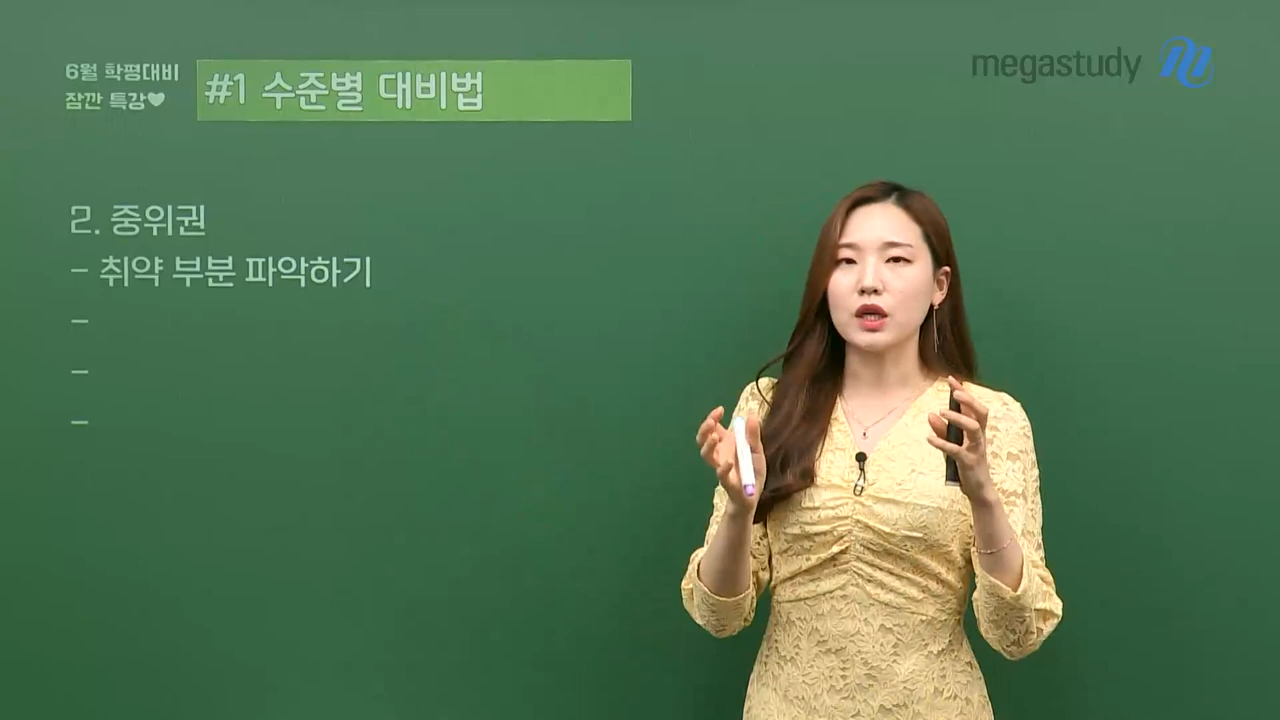 6월 학평대비
잠깐 특강♥
#1 수준별 대비법
megastudy
2. 중위권
- 취약 부분 파악하기
-
-
-